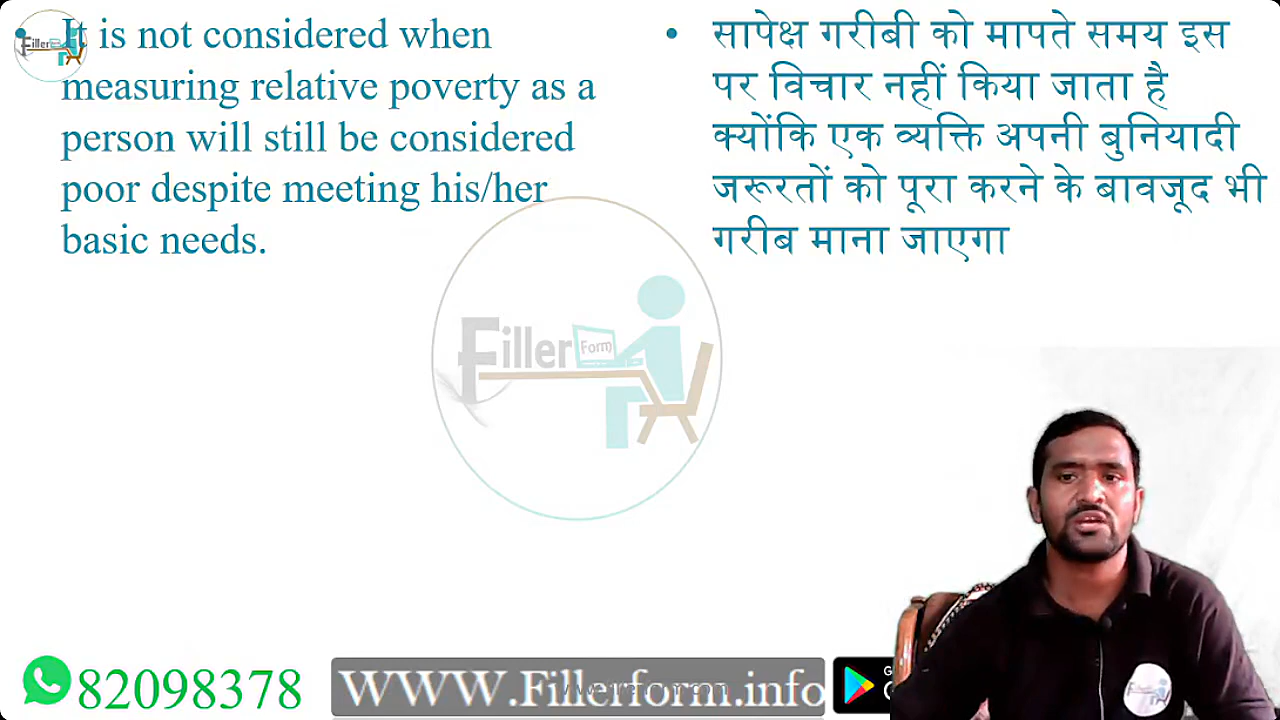 It is not considered when
measuring relative poverty as a
person will still be considered
poor despite meeting his/her
basic needs.
सापेक्ष गरीबी को मापते समय इस
पर विचार नहीं किया जाता है
क्योंकि एक व्यक्ति अपनी बुनियादी
जरूरतों को पूरा करने के बावजूद भी
गरीब माना जाएगा
Filler Form
82098378
WWW.Fillerform.info